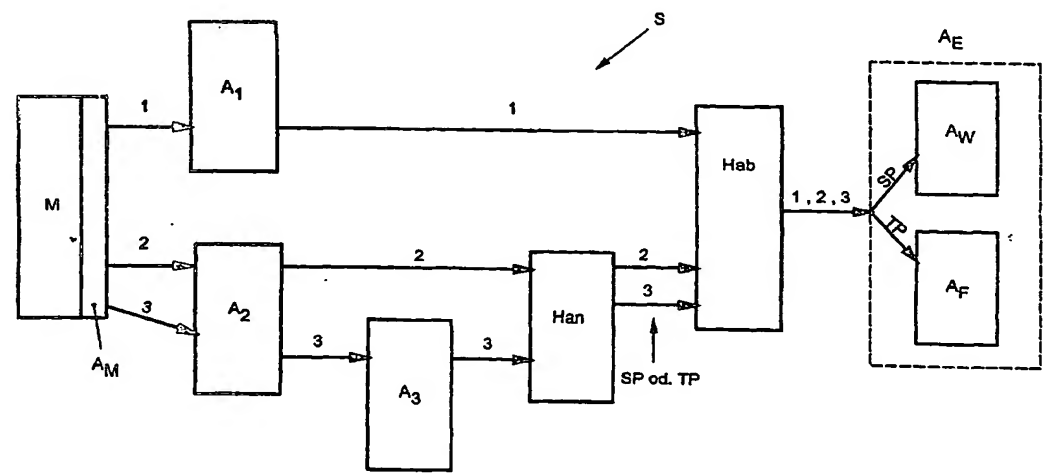 S
A_E
A_1
1
1
A_W
M
Hab
SP
1 , 2 , 3
TP
2
2
2
A_F
3
A_2
3
Han
3
3
A_M
A_3
SP od. TP